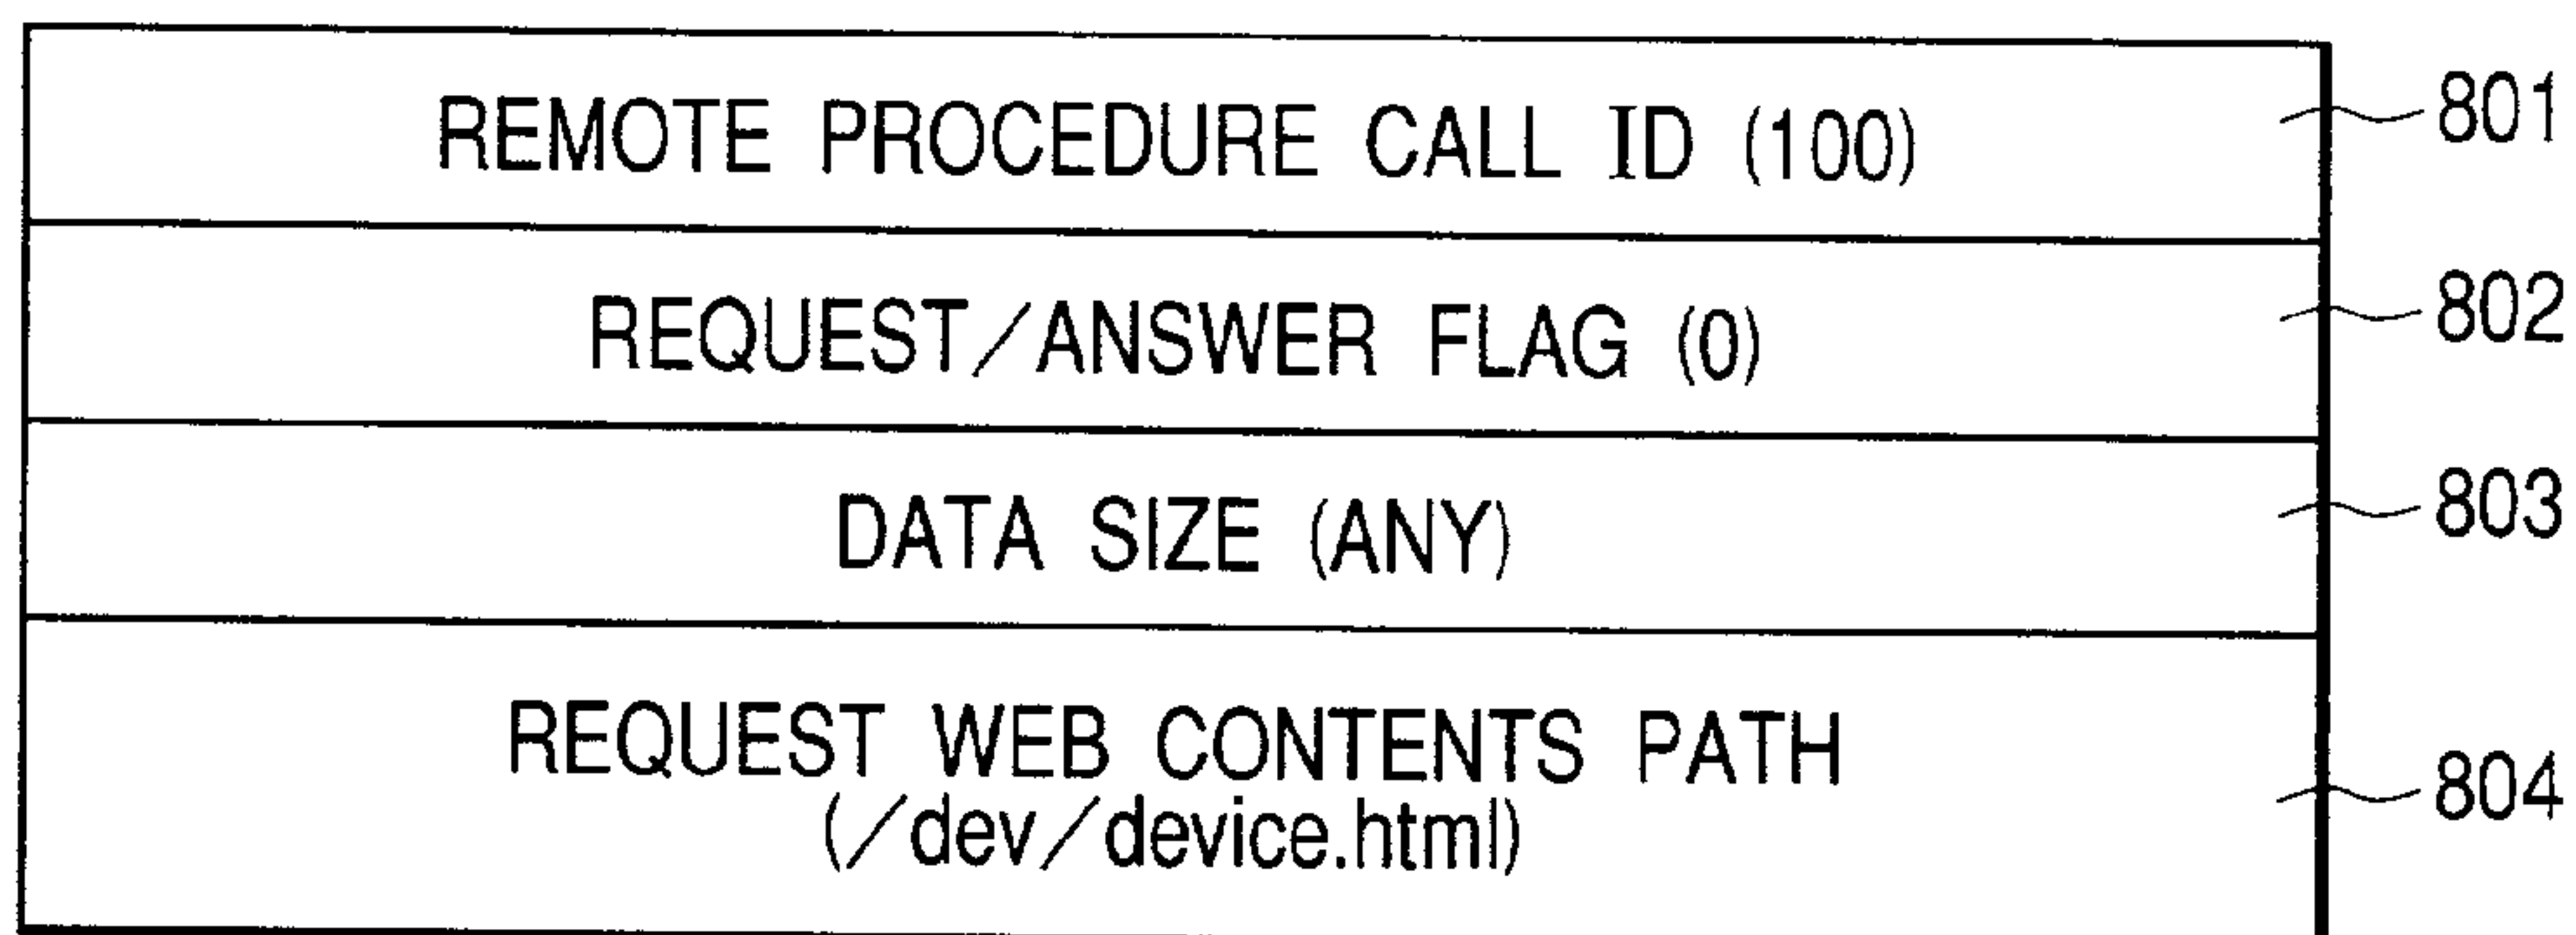 REMOTE PROCEDURE CALL ID (100)
801
REQUEST/ANSWER FLAG (0)
802
DATA SIZE (ANY)
803
REQUEST WEB CONTENTS PATH
(/dev/device.html)
804